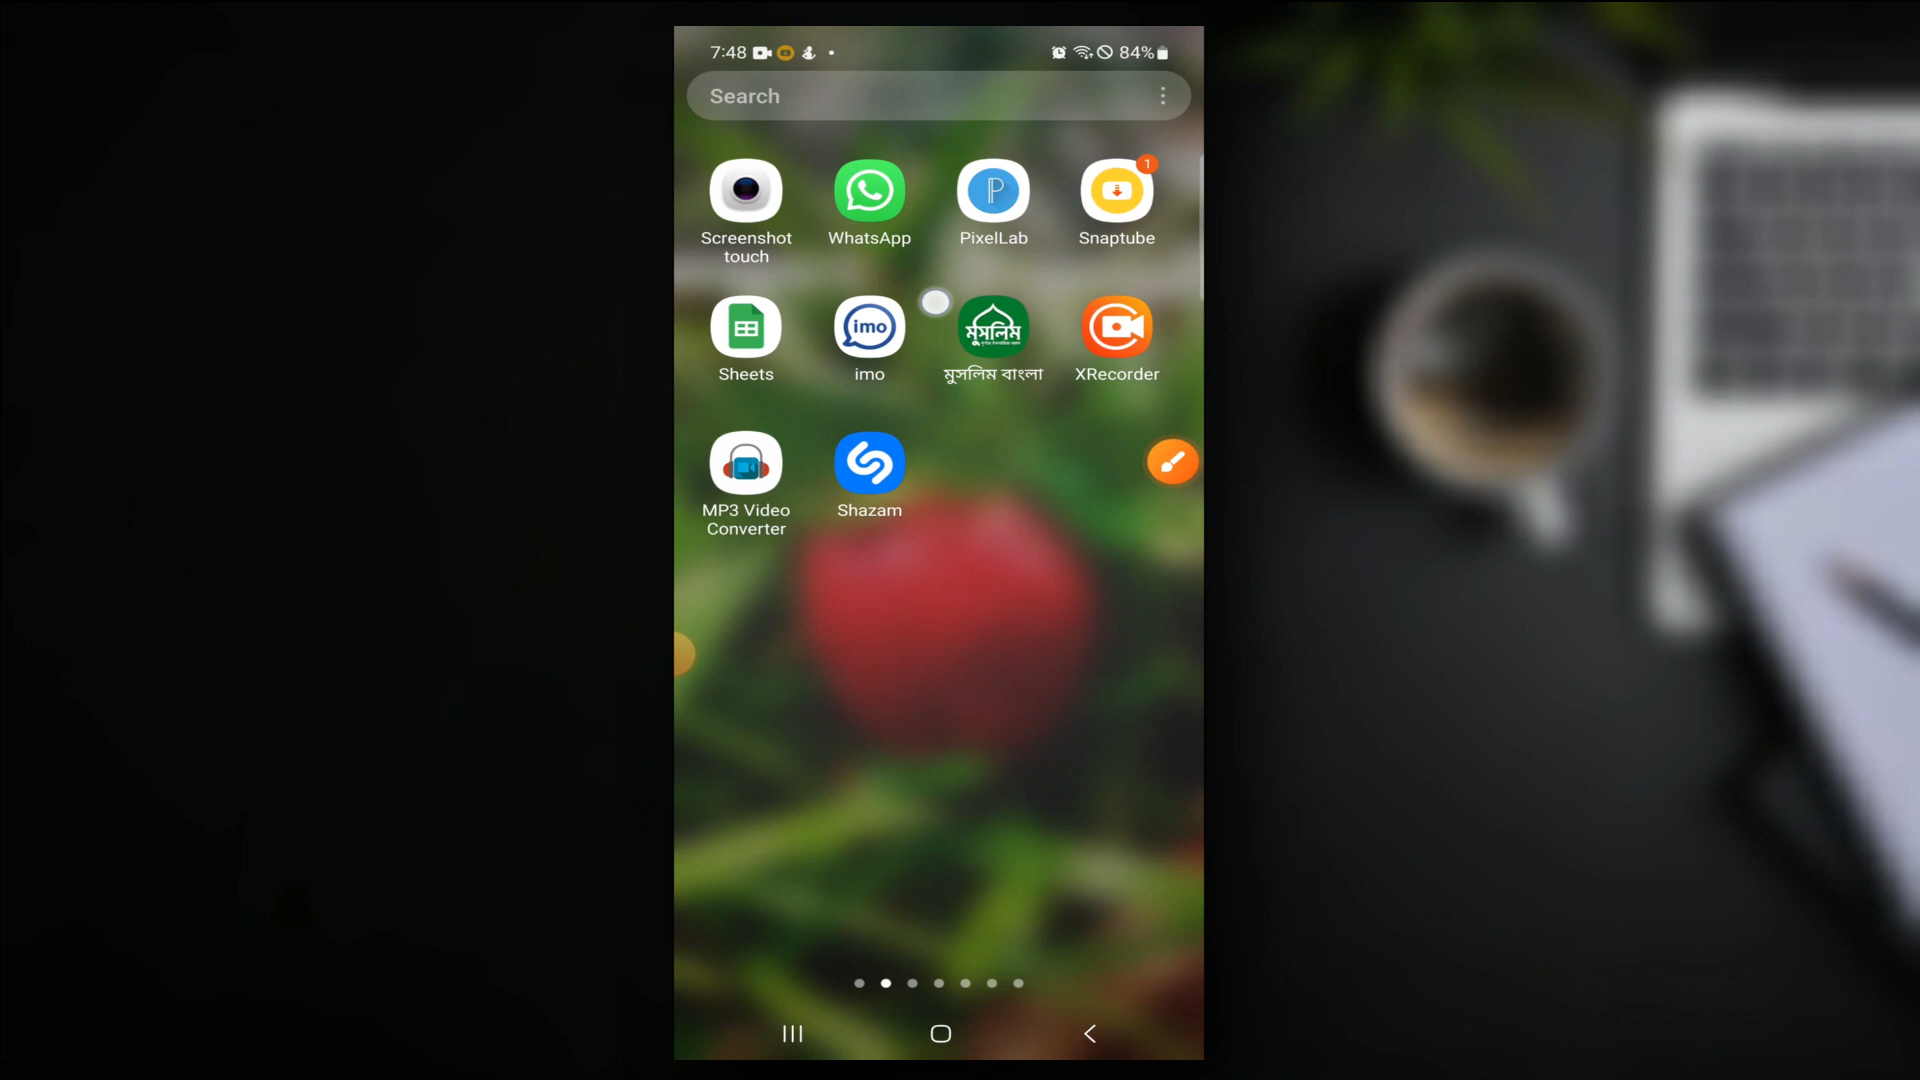 7:48 84%
Search
1
Screenshot touch
WhatsApp
PixelLab
Snaptube
imo
মুসলিম
Sheets
imo
মুসলিম বাংলা
XRecorder
MP3 Video Converter
Shazam